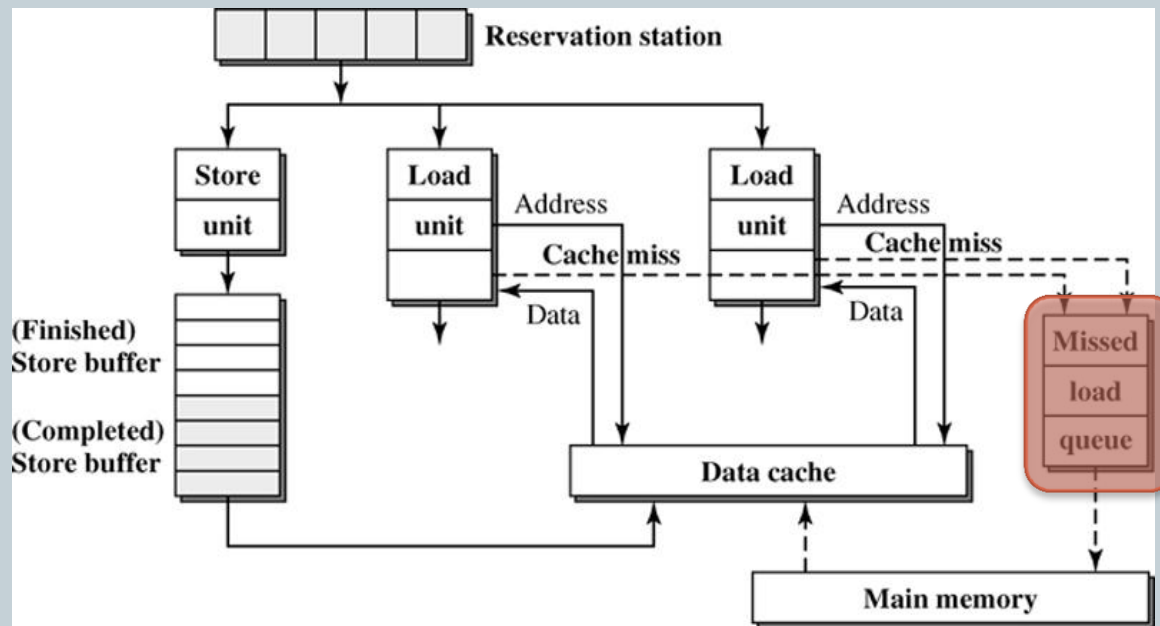 Reservation station
Store
unit
Load
unit
Load
unit
Address
Address
Cache miss
Cache miss
Data
Data
(Finished)
Store buffer
(Completed)
Store buffer
Missed
load
queue
Data cache
Main memory